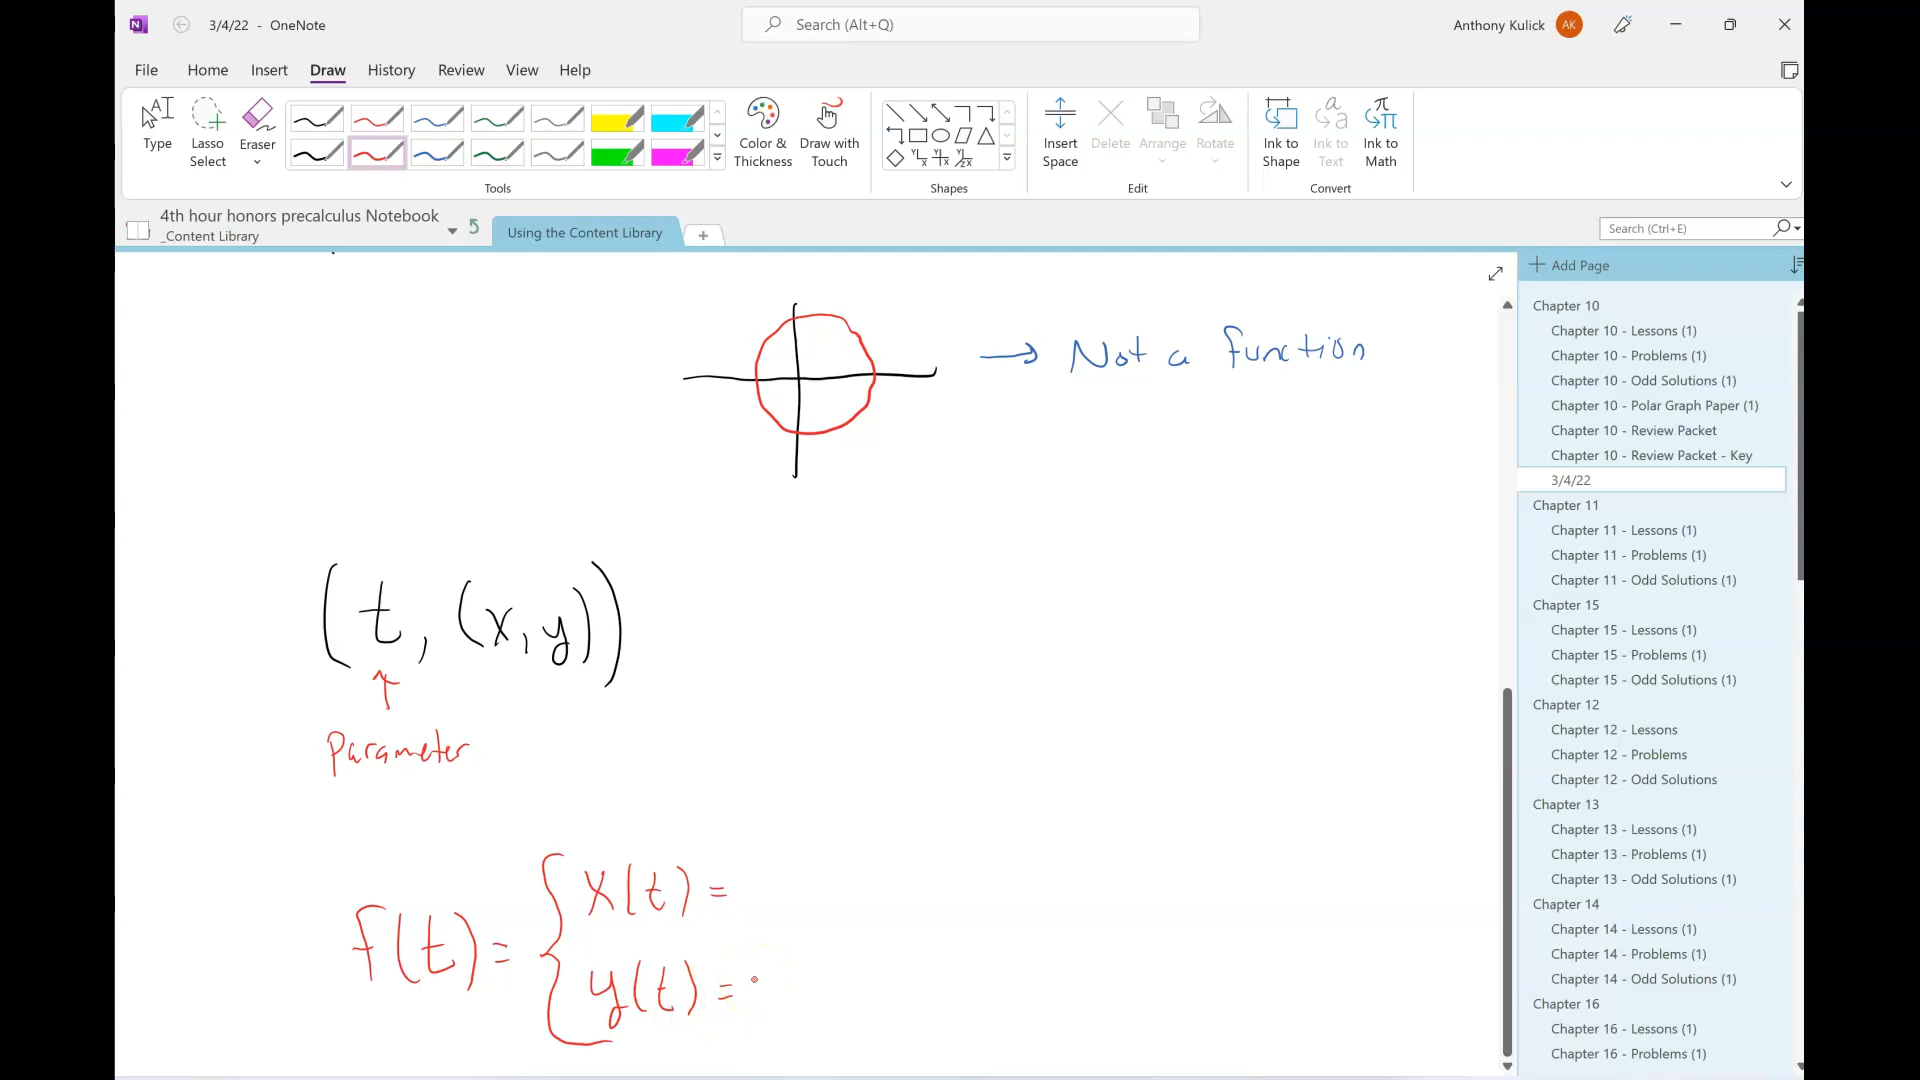 3/4/22 - OneNote
Search (Alt+Q)
Anthony Kulick AK
File Home Insert Draw History Review View Help
Type
Lasso Select
Eraser
Color & Thickness
Draw with Touch
Insert Space
Delete
Arrange
Rotate
Ink to Shape
Ink to Text
Ink to Math
Tools Shapes Edit Convert
4th hour honors precalculus Notebook
_Content Library
Using the Content Library
Search (Ctrl+E)
→ Not a function
(t, (x,y))
↑
Parameter
f(t) = {
x(t) =
y(t) =
Add Page
Chapter 10
Chapter 10 - Lessons (1)
Chapter 10 - Problems (1)
Chapter 10 - Odd Solutions (1)
Chapter 10 - Polar Graph Paper (1)
Chapter 10 - Review Packet
Chapter 10 - Review Packet - Key
3/4/22
Chapter 11
Chapter 11 - Lessons (1)
Chapter 11 - Problems (1)
Chapter 11 - Odd Solutions (1)
Chapter 15
Chapter 15 - Lessons (1)
Chapter 15 - Problems (1)
Chapter 15 - Odd Solutions (1)
Chapter 12
Chapter 12 - Lessons
Chapter 12 - Problems
Chapter 12 - Odd Solutions
Chapter 13
Chapter 13 - Lessons (1)
Chapter 13 - Problems (1)
Chapter 13 - Odd Solutions (1)
Chapter 14
Chapter 14 - Lessons (1)
Chapter 14 - Problems (1)
Chapter 14 - Odd Solutions (1)
Chapter 16
Chapter 16 - Lessons (1)
Chapter 16 - Problems (1)